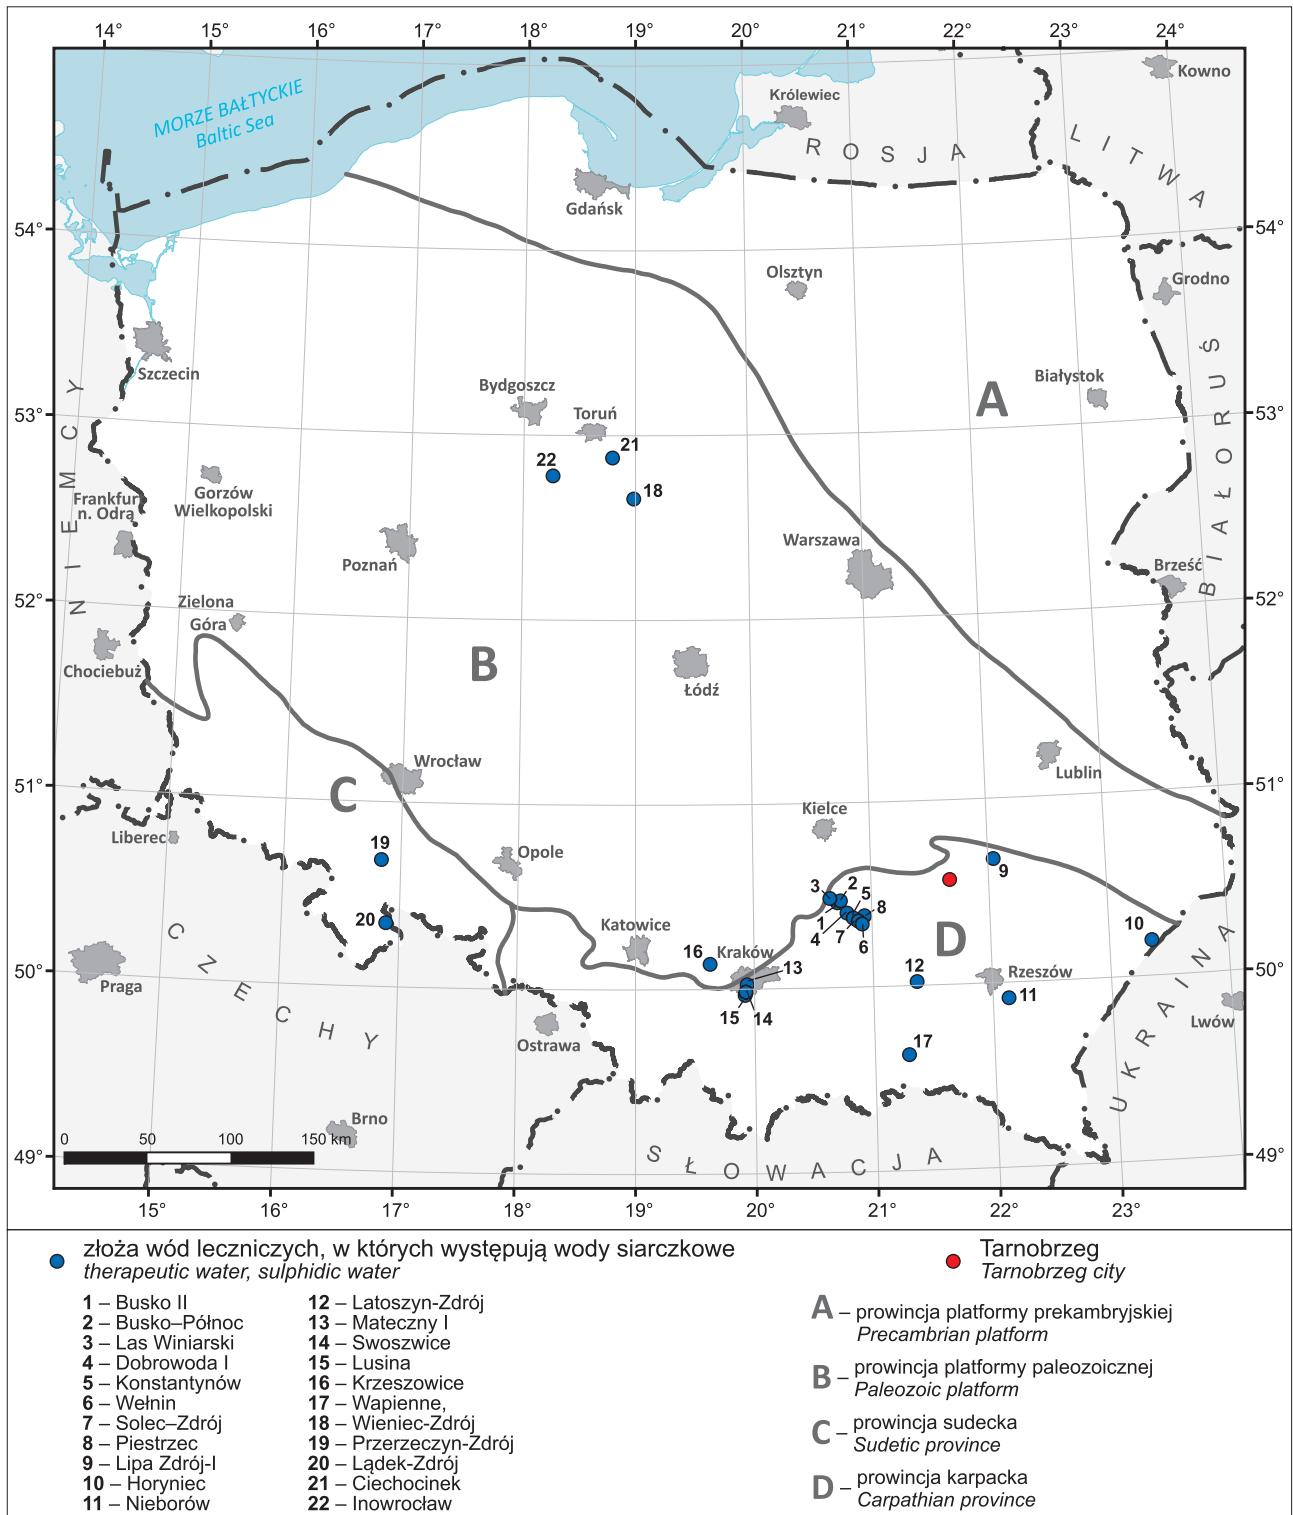 14° 15° 16° 17° 18° 19° 20° 21° 22° 23° 24°
MORZE BAŁTYCKIE
Baltic Sea
Kowno
Królewiec
ROSJA
LITWA
Gdańsk
54° 54°
Olsztyn
Grodno
Szczecin
Białystok
Bydgoszcz
Toruń
A
53° 53°
NIEMCY
BIAŁORUŚ
21
22
18
Gorzów
Wielkopolski
Frankfur
n. Odrą
Poznań
Warszawa
Brześć
52° 52°
Zielona
Góra
Chociebuż
B
Łódź
Wrocław
Lublin
51° 51°
C
Kielce
Liberec
19
Opole
9
3 2 5
1 8
4 7
6
20
Katowice
D
10
16
Kraków
13
12
Rzeszów
11
50° 50°
Praga
CZECHY
15 14
Lwów
Ostrawa
17
UKRAINA
Brno
0 50 100 150 km
SŁOWACJA
49° 49°
15° 16° 17° 18° 19° 20° 21° 22° 23°
złoża wód leczniczych, w których występują wody siarczkowe
therapeutic water, sulphidic water
1 – Busko II
2 – Busko–Północ
3 – Las Winiarski
4 – Dobrowoda I
5 – Konstantynów
6 – Wełnin
7 – Solec–Zdrój
8 – Piestrzec
9 – Lipa Zdrój-I
10 – Horyniec
11 – Nieborów
12 – Latoszyn-Zdrój
13 – Mateczny I
14 – Swoszwice
15 – Lusina
16 – Krzeszowice
17 – Wapienne,
18 – Wieniec-Zdrój
19 – Przerzeczyn-Zdrój
20 – Lądek-Zdrój
21 – Ciechocinek
22 – Inowrocław
Tarnobrzeg
Tarnobrzeg city
A – prowincja platformy prekambryjskiej
Precambrian platform
B – prowincja platformy paleozoicznej
Paleozoic platform
C – prowincja sudecka
Sudetic province
D – prowincja karpacka
Carpathian province